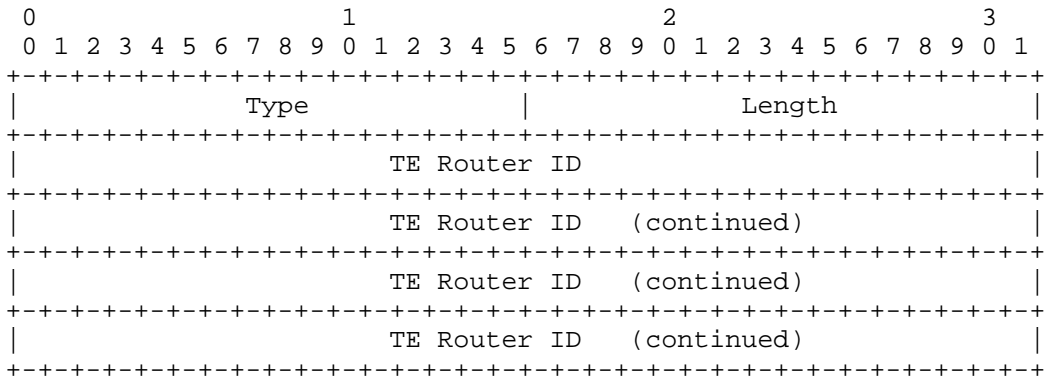 0                   1                   2                   3
 0 1 2 3 4 5 6 7 8 9 0 1 2 3 4 5 6 7 8 9 0 1 2 3 4 5 6 7 8 9 0 1
+-+-+-+-+-+-+-+-+-+-+-+-+-+-+-+-+-+-+-+-+-+-+-+-+-+-+-+-+-+-+-+-+
|              Type             |             Length            |
+-+-+-+-+-+-+-+-+-+-+-+-+-+-+-+-+-+-+-+-+-+-+-+-+-+-+-+-+-+-+-+-+
|                       TE Router ID                            |
+-+-+-+-+-+-+-+-+-+-+-+-+-+-+-+-+-+-+-+-+-+-+-+-+-+-+-+-+-+-+-+-+
|                       TE Router ID   (continued)              |
+-+-+-+-+-+-+-+-+-+-+-+-+-+-+-+-+-+-+-+-+-+-+-+-+-+-+-+-+-+-+-+-+
|                       TE Router ID   (continued)              |
+-+-+-+-+-+-+-+-+-+-+-+-+-+-+-+-+-+-+-+-+-+-+-+-+-+-+-+-+-+-+-+-+
|                       TE Router ID   (continued)              |
+-+-+-+-+-+-+-+-+-+-+-+-+-+-+-+-+-+-+-+-+-+-+-+-+-+-+-+-+-+-+-+-+